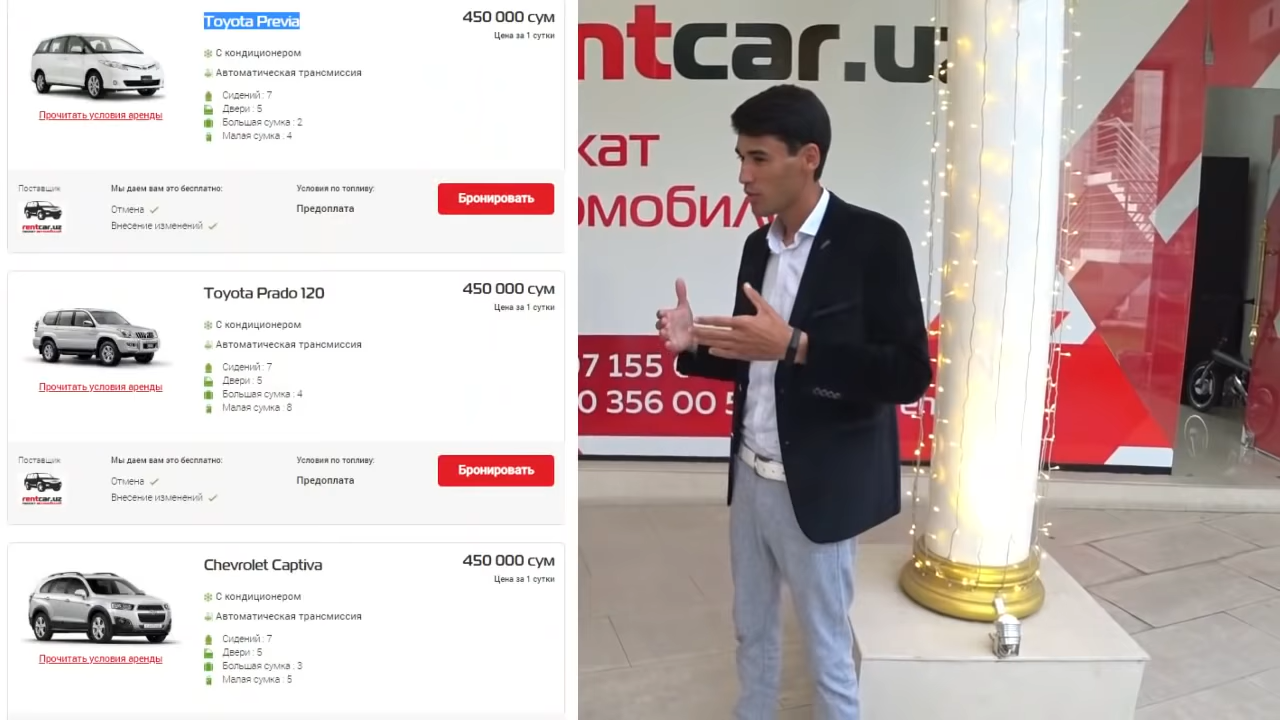 Toyota Previa
450 000 сум
Цена за 1 сутки
С кондиционером
Автоматическая трансмиссия
Сидений : 7
Двери : 5
Большая сумка : 2
Малая сумка : 4
Прочитать условия аренды
Поставщик
Мы даем вам это бесплатно:
Условия по топливу:
Отмена
Предоплата
Внесение изменений
Бронировать
rentcar.uz
Toyota Prado 120
450 000 сум
Цена за 1 сутки
С кондиционером
Автоматическая трансмиссия
Сидений : 7
Двери : 5
Большая сумка : 4
Малая сумка : 8
Прочитать условия аренды
Поставщик
Мы даем вам это бесплатно:
Условия по топливу:
Отмена
Предоплата
Внесение изменений
Бронировать
rentcar.uz
Chevrolet Captiva
450 000 сум
Цена за 1 сутки
С кондиционером
Автоматическая трансмиссия
Сидений : 7
Двери : 5
Большая сумка : 3
Малая сумка : 5
Прочитать условия аренды
ntcar.u
кат
омобил
07 155
0 356 00